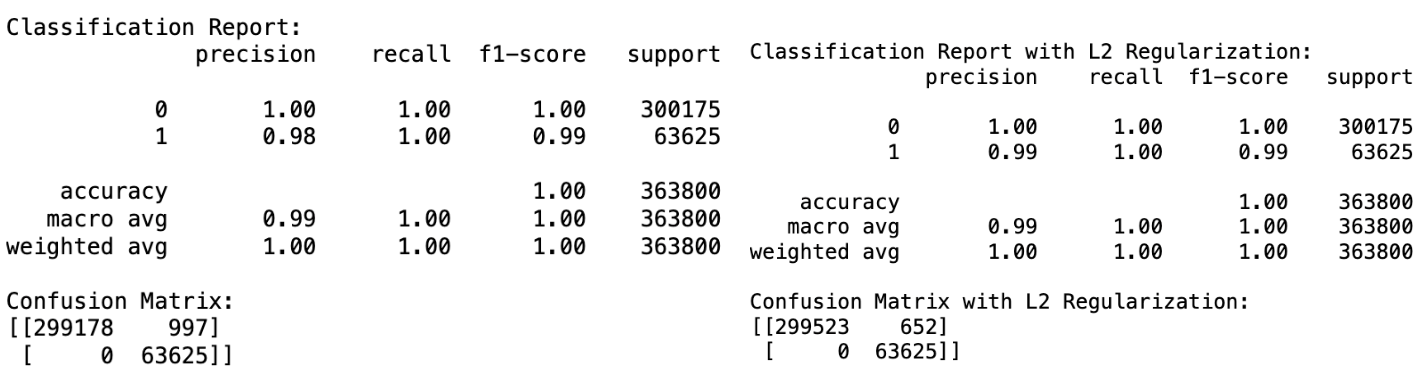 Classification Report:
precision recall f1-score support
0 1.00 1.00 1.00 300175
1 0.98 1.00 0.99 63625
accuracy 1.00 363800
macro avg 0.99 1.00 1.00 363800
weighted avg 1.00 1.00 1.00 363800
Confusion Matrix:
[[299178 997]
[ 0 63625]]
Classification Report with L2 Regularization:
precision recall f1-score support
0 1.00 1.00 1.00 300175
1 0.99 1.00 0.99 63625
accuracy 1.00 363800
macro avg 0.99 1.00 1.00 363800
weighted avg 1.00 1.00 1.00 363800
Confusion Matrix with L2 Regularization:
[[299523 652]
[ 0 63625]]